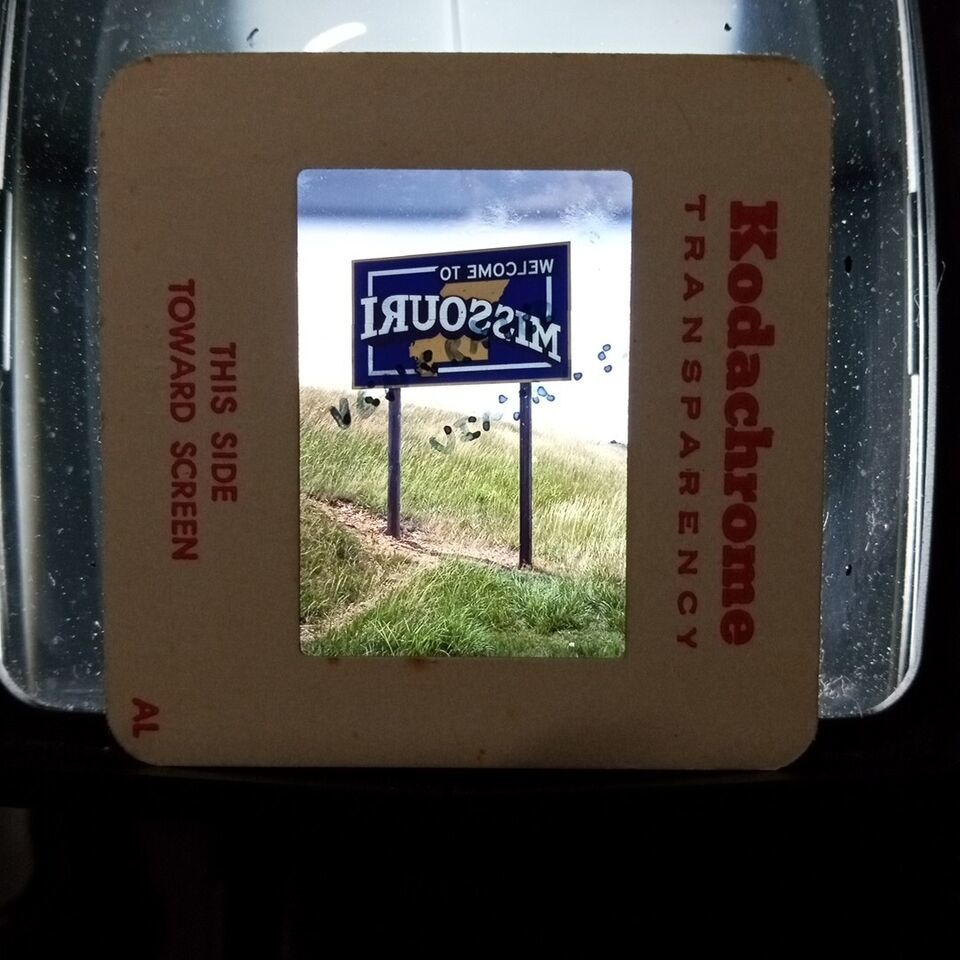 Kodachrome
TRANSPARENCY
WELCOME TO
MISSOURI
THIS SIDE
TOWARD SCREEN
AL